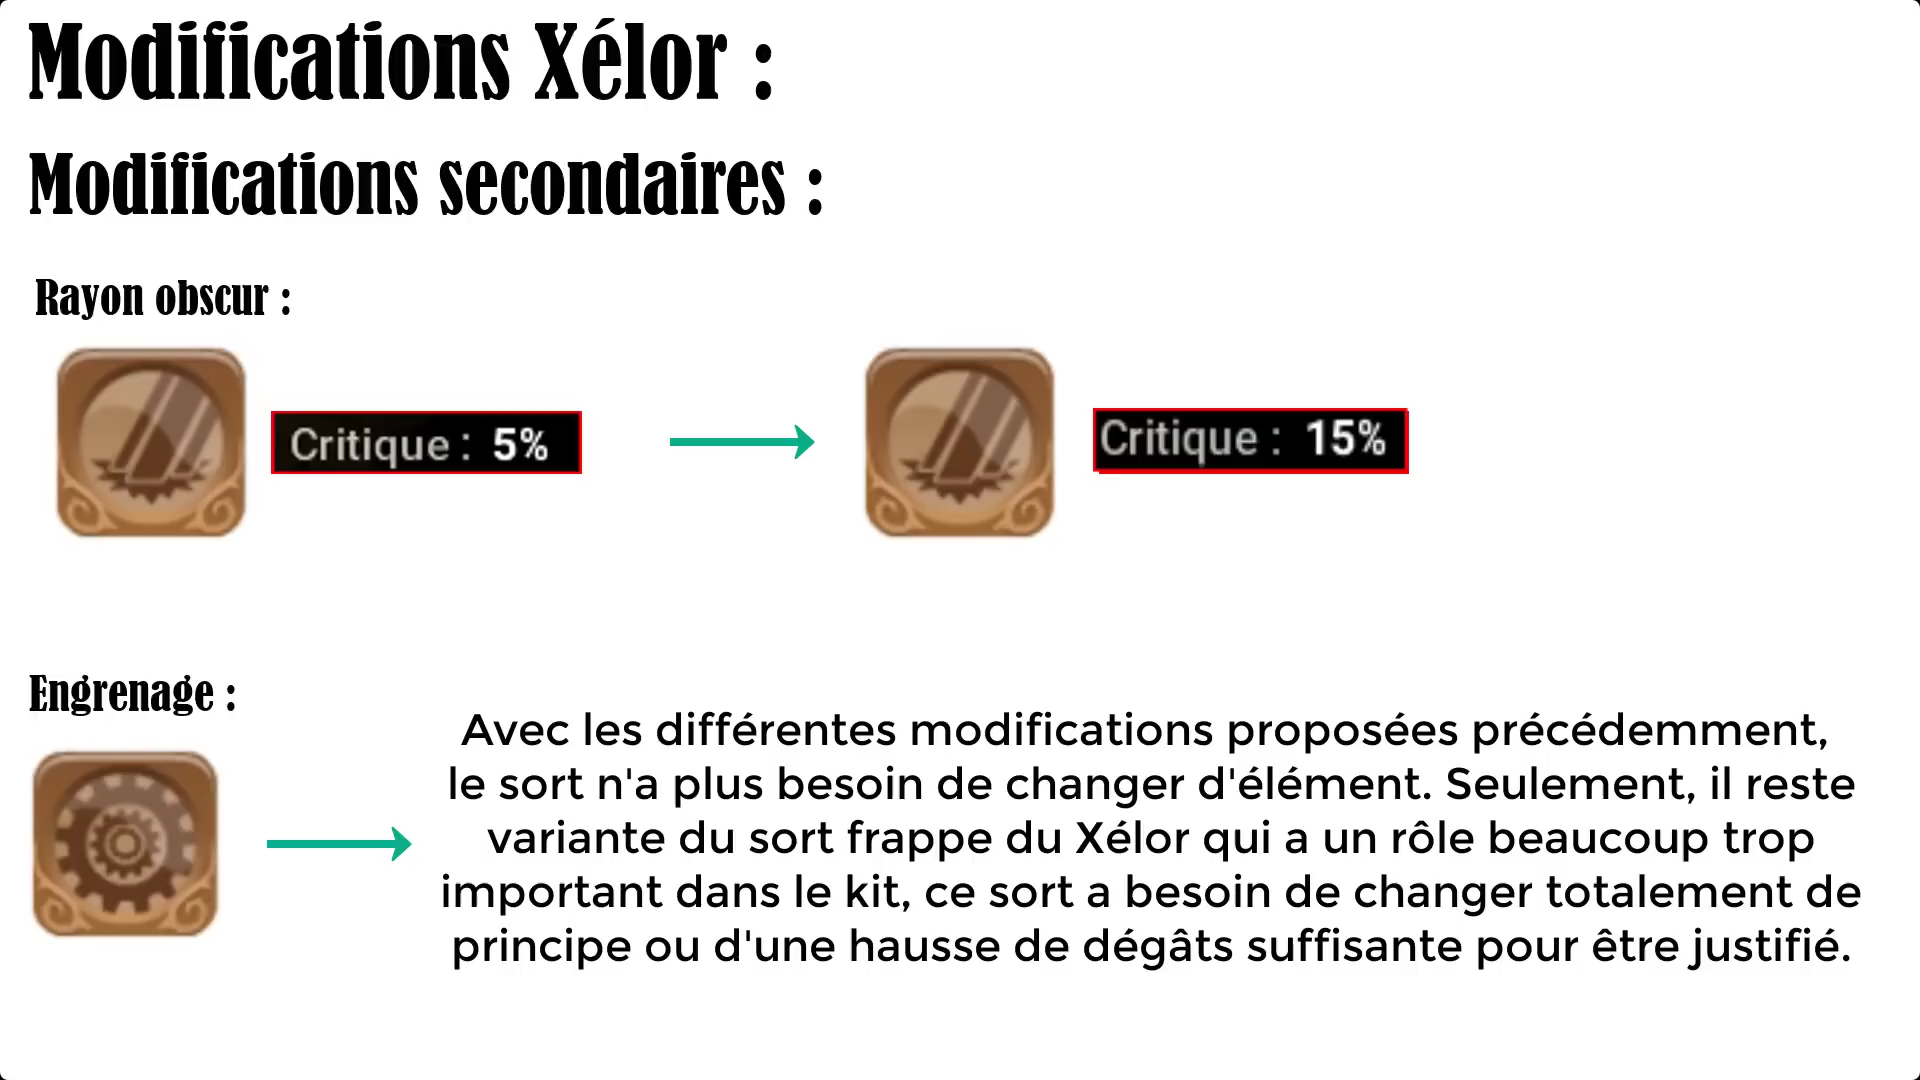 Modifications Xélor :
Modifications secondaires :
Rayon obscur :
Critique : 5%
Critique : 15%
Engrenage :
Avec les différentes modifications proposées précédemment,
le sort n'a plus besoin de changer d'élément. Seulement, il reste
variante du sort frappe du Xélor qui a un rôle beaucoup trop
important dans le kit, ce sort a besoin de changer totalement de
principe ou d'une hausse de dégâts suffisante pour être justifié.